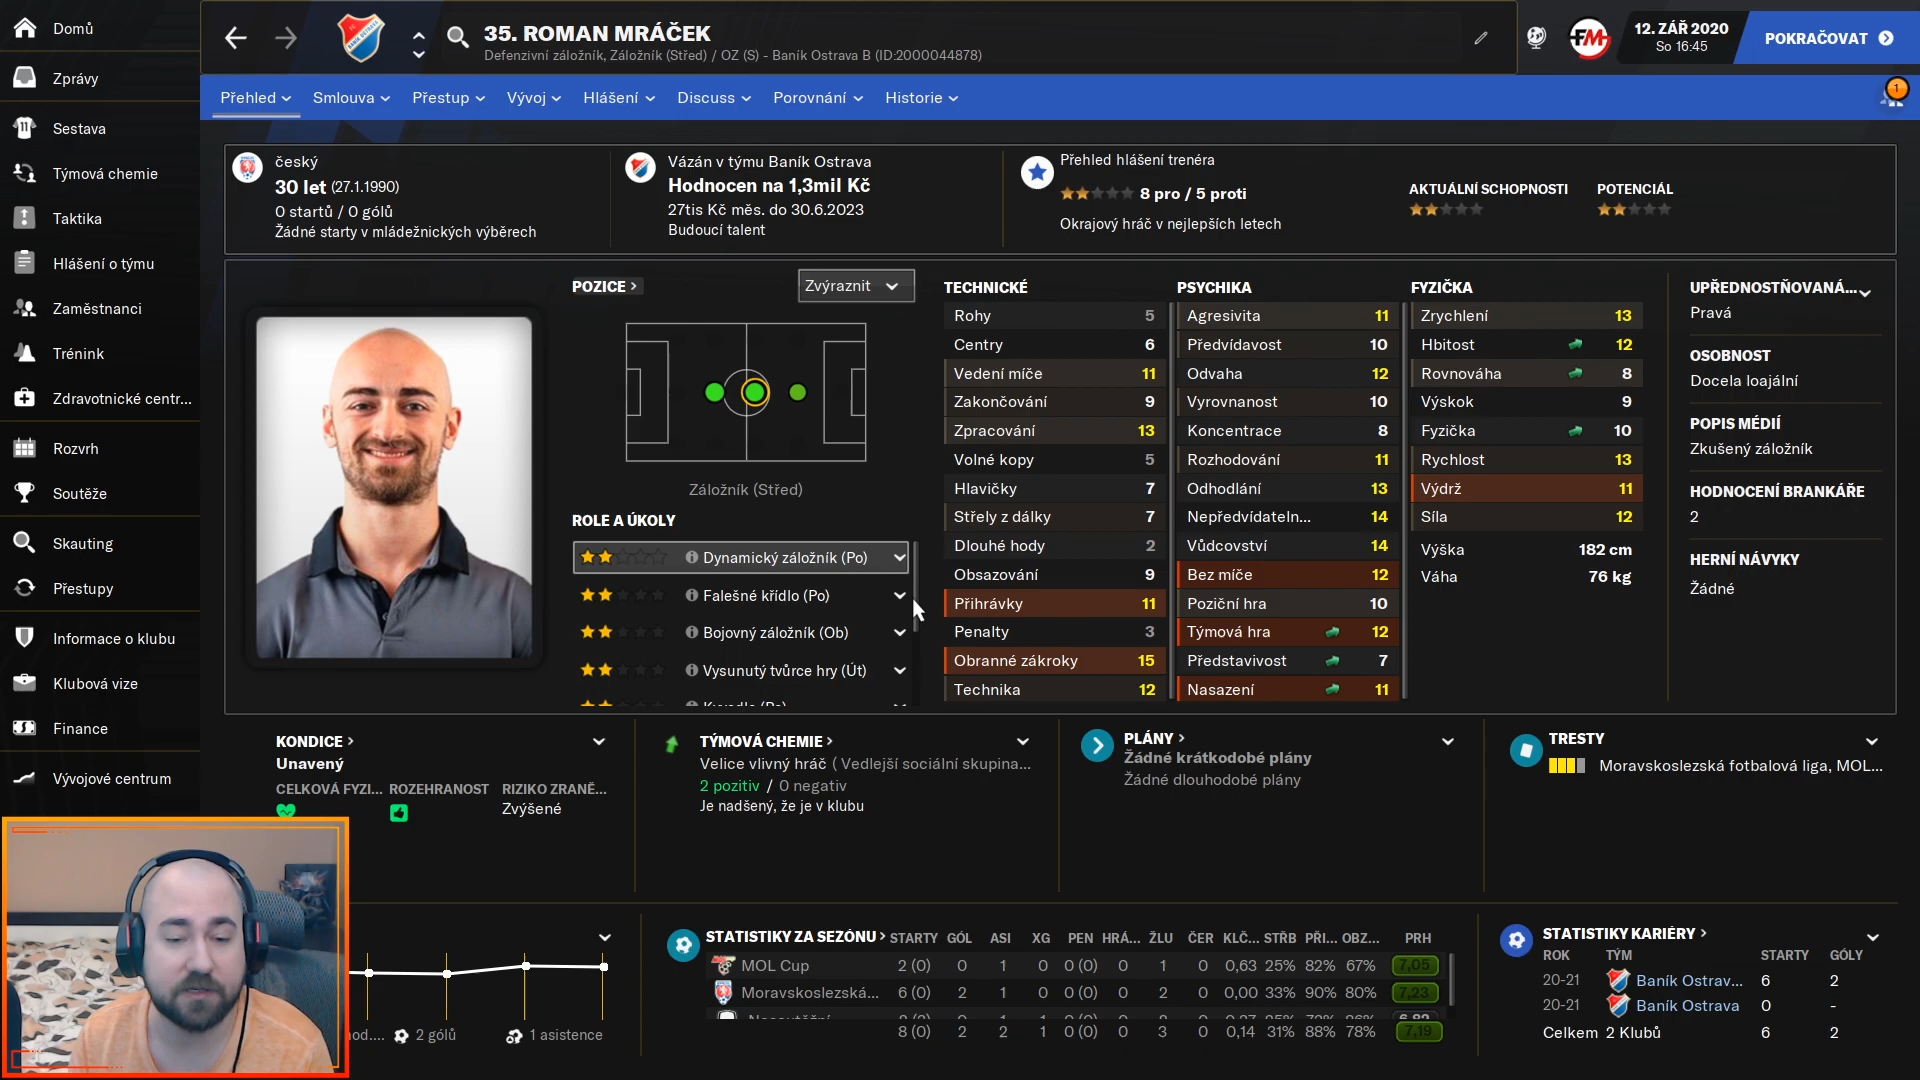 Domů
Zprávy
Sestava
Týmová chemie
Taktika
Hlášení o týmu
Zaměstnanci
Trénink
Zdravotnické centr...
Rozvrh
Soutěže
Skauting
Přestupy
Informace o klubu
Klubová vize
Finance
Vývojové centrum
35. ROMAN MRÁČEK
Defenzivní záložník, Záložník (Střed) / OZ (S) - Baník Ostrava B (ID:2000044878)
FM
12. ZÁŘ 2020
So 16:45
POKRAČOVAT
Přehled
Smlouva
Přestup
Vývoj
Hlášení
Discuss
Porovnání
Historie
1
český
30 let (27.1.1990)
0 startů / 0 gólů
Žádné starty v mládežnických výběrech
Vázán v týmu Baník Ostrava
Hodnocen na 1,3mil Kč
27tis Kč měs. do 30.6.2023
Budoucí talent
Přehled hlášení trenéra
8 pro / 5 proti
Okrajový hráč v nejlepších letech
AKTUÁLNÍ SCHOPNOSTI
POTENCIÁL
POZICE
Zvýraznit
Záložník (Střed)
ROLE A ÚKOLY
Dynamický záložník (Po)
Falešné křídlo (Po)
Bojovný záložník (Ob)
Vysunutý tvůrce hry (Út)
TECHNICKÉ
Rohy 5
Centry 6
Vedení míče 11
Zakončování 9
Zpracování 13
Volné kopy 5
Hlavičky 7
Střely z dálky 7
Dlouhé hody 2
Obsazování 9
Přihrávky 11
Penalty 3
Obranné zákroky 15
Technika 12
PSYCHIKA
Agresivita 11
Předvídavost 10
Odvaha 12
Vyrovnanost 10
Koncentrace 8
Rozhodování 11
Odhodlání 13
Nepředvídateln... 14
Vůdcovství 14
Bez míče 12
Poziční hra 10
Týmová hra 12
Představivost 7
Nasazení 11
FYZIČKA
Zrychlení 13
Hbitost 12
Rovnováha 8
Výskok 9
Fyzička 10
Rychlost 13
Výdrž 11
Síla 12
Výška 182 cm
Váha 76 kg
UPŘEDNOSTŇOVANÁ...
Pravá
OSOBNOST
Docela loajální
POPIS MÉDIÍ
Zkušený záložník
HODNOCENÍ BRANKÁŘE
2
HERNÍ NÁVYKY
Žádné
KONDICE
Unavený
CELKOVÁ FYZI... ROZEHRANOST RIZIKO ZRANĚ...
Zvýšené
TÝMOVÁ CHEMIE
Velice vlivný hráč ( Vedlejší sociální skupina...
2 pozitiv / 0 negativ
Je nadšený, že je v klubu
PLÁNY
Žádné krátkodobé plány
Žádné dlouhodobé plány
TRESTY
Moravskoslezská fotbalová liga, MOL...
2 gólů
1 asistence
STATISTIKY ZA SEZÓNU STARTY GÓL ASI XG PEN HRÁ... ŽLU ČER KLČ... STŘB PŘI... OBZ... PRH
MOL Cup 2 (0) 0 1 0 0 (0) 0 1 0 0,63 25% 82% 67% 7,05
Moravskoslezská... 6 (0) 2 1 0 0 (0) 0 2 0 0,00 33% 90% 80% 7,23
8 (0) 2 2 1 0 (0) 0 3 0 0,14 31% 88% 78% 7,19
STATISTIKY KARIÉRY
ROK TÝM STARTY GÓLY
20-21 Baník Ostrav... 6 2
20-21 Baník Ostrava 0 -
Celkem 2 Klubů 6 2